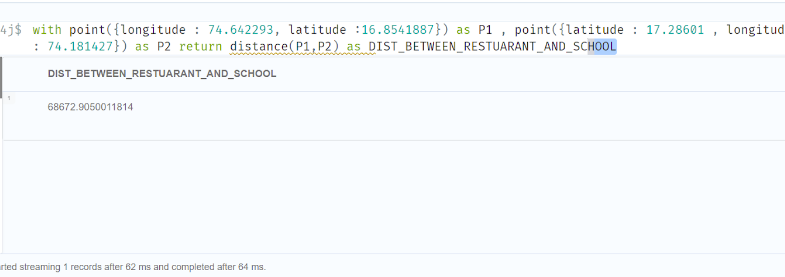 4j$ with point({longitude : 74.642293, latitude :16.8541887}) as P1 , point({latitude : 17.28601 , longitud
: 74.181427}) as P2 return distance(P1,P2) as DIST_BETWEEN_RESTUARANT_AND_SCHOOL
DIST_BETWEEN_RESTUARANT_AND_SCHOOL
1
68672.9050011814
rted streaming 1 records after 62 ms and completed after 64 ms.